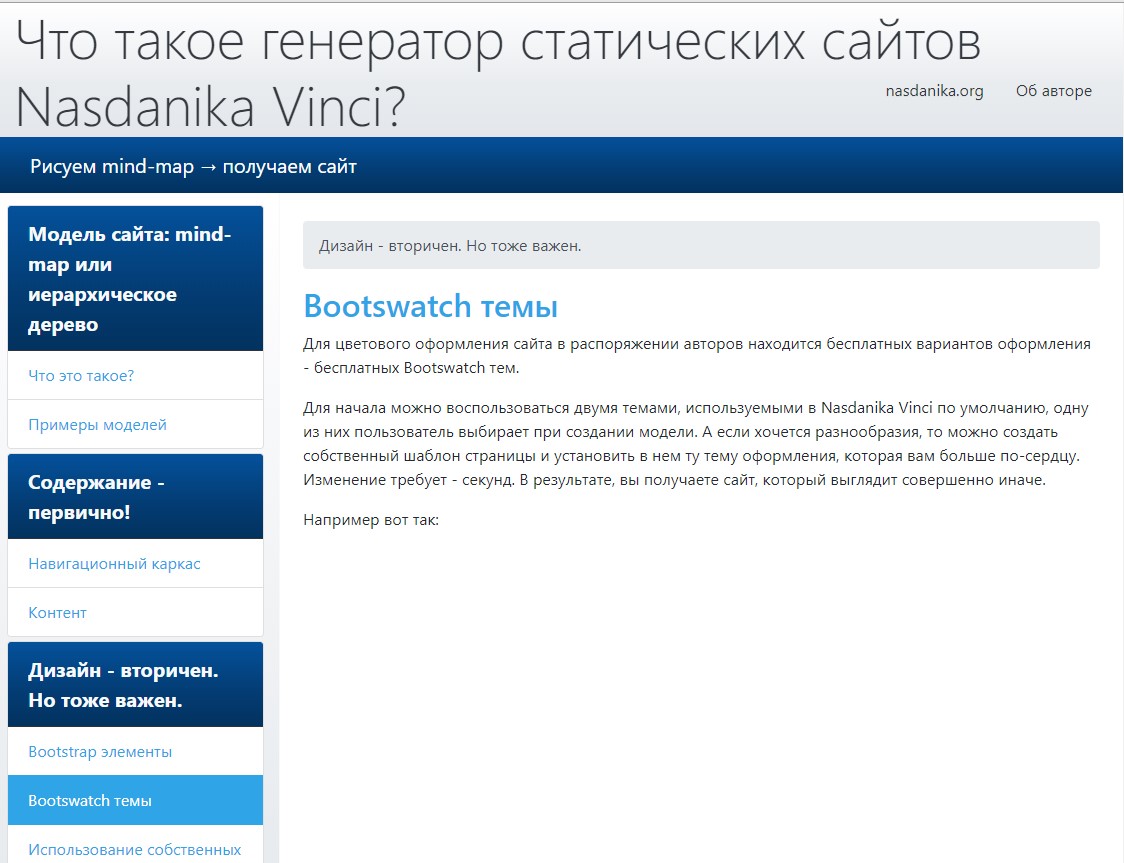 Что такое генератор статических сайтов
Nasdanika Vinci?
nasdanika.org Об авторе
Рисуем mind-map → получаем сайт
Модель сайта: mind-
map или
иерархическое
дерево
Что это такое?
Примеры моделей
Содержание -
первично!
Навигационный каркас
Контент
Дизайн - вторичен.
Но тоже важен.
Bootstrap элементы
Bootswatch темы
Использование собственных
Дизайн - вторичен. Но тоже важен.
Bootswatch темы
Для цветового оформления сайта в распоряжении авторов находится бесплатных вариантов оформления
- бесплатных Bootswatch тем.
Для начала можно воспользоваться двумя темами, используемыми в Nasdanika Vinci по умолчанию, одну
из них пользователь выбирает при создании модели. А если хочется разнообразия, то можно создать
собственный шаблон страницы и установить в нем ту тему оформления, которая вам больше по-сердцу.
Изменение требует - секунд. В результате, вы получаете сайт, который выглядит совершенно иначе.
Например вот так: